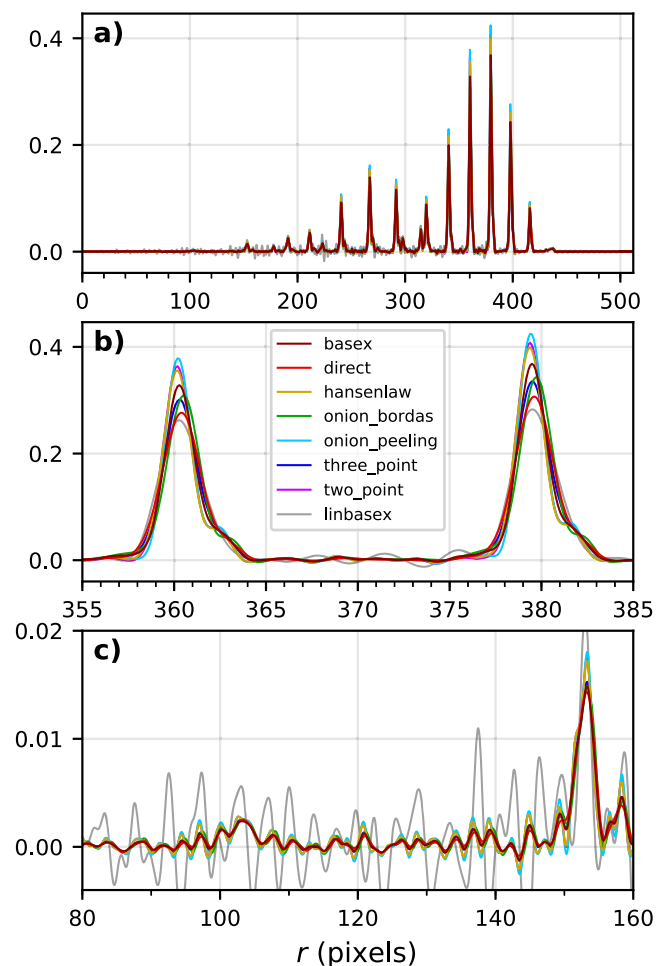 a)
0.4
0.2
0.0
0 100 200 300 400 500
b)
0.4
0.2
0.0
basex
direct
hansenlaw
onion_bordas
onion_peeling
three_point
two_point
linbasex
355 360 365 370 375 380 385
c)
0.02
0.01
0.00
80 100 120 140 160
r (pixels)